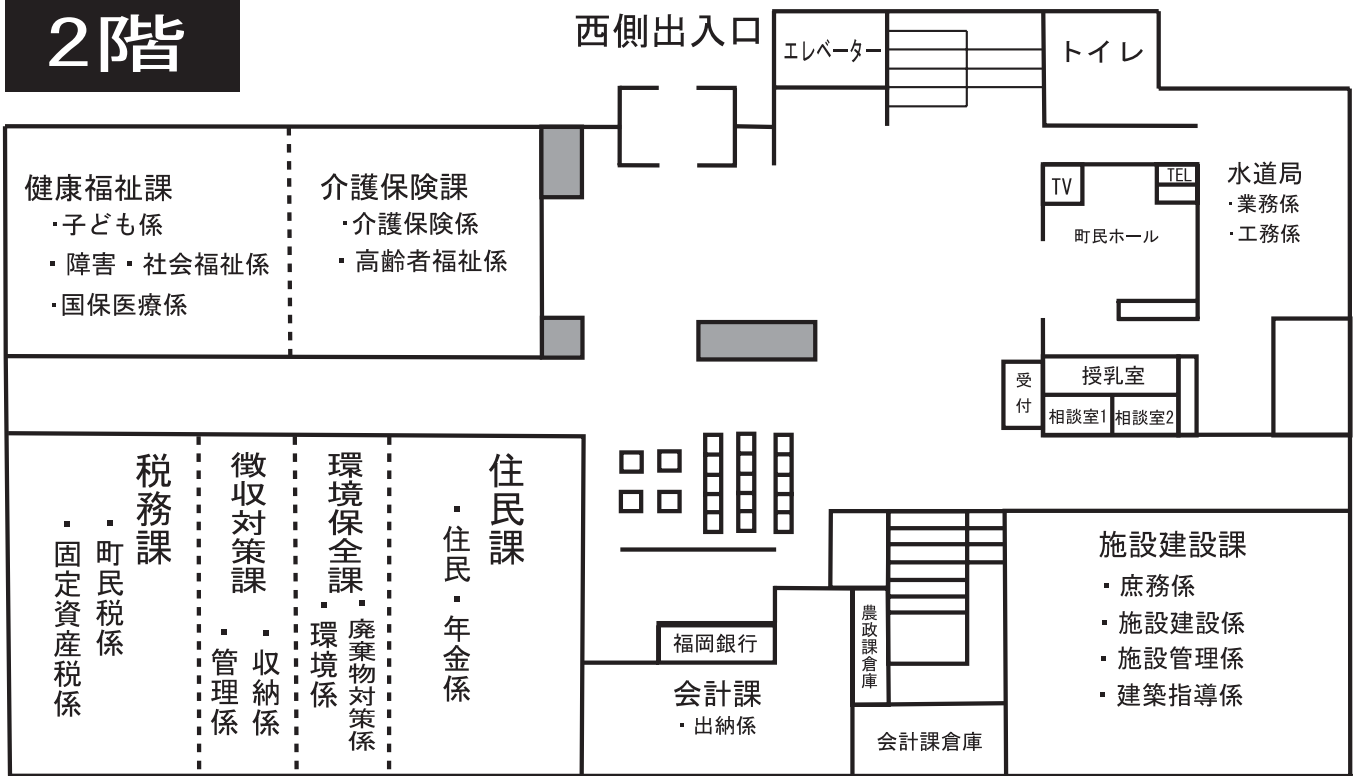 2階
西側出入口
エレベーター
トイレ
健康福祉課
・子ども係
・障害・社会福祉係
・国保医療係
介護保険課
・介護保険係
・高齢者福祉係
TV
TEL
町民ホール
水道局
・業務係
・工務係
受付
授乳室
相談室1
相談室2
税務課
・町民税係
・固定資産税係
徴収対策課
・収納係
・管理係
環境保全課
・廃棄物対策係
・環境係
住民課
・住民・年金係
福岡銀行
会計課
・出納係
農政課倉庫
会計課倉庫
施設建設課
・庶務係
・施設建設係
・施設管理係
・建築指導係